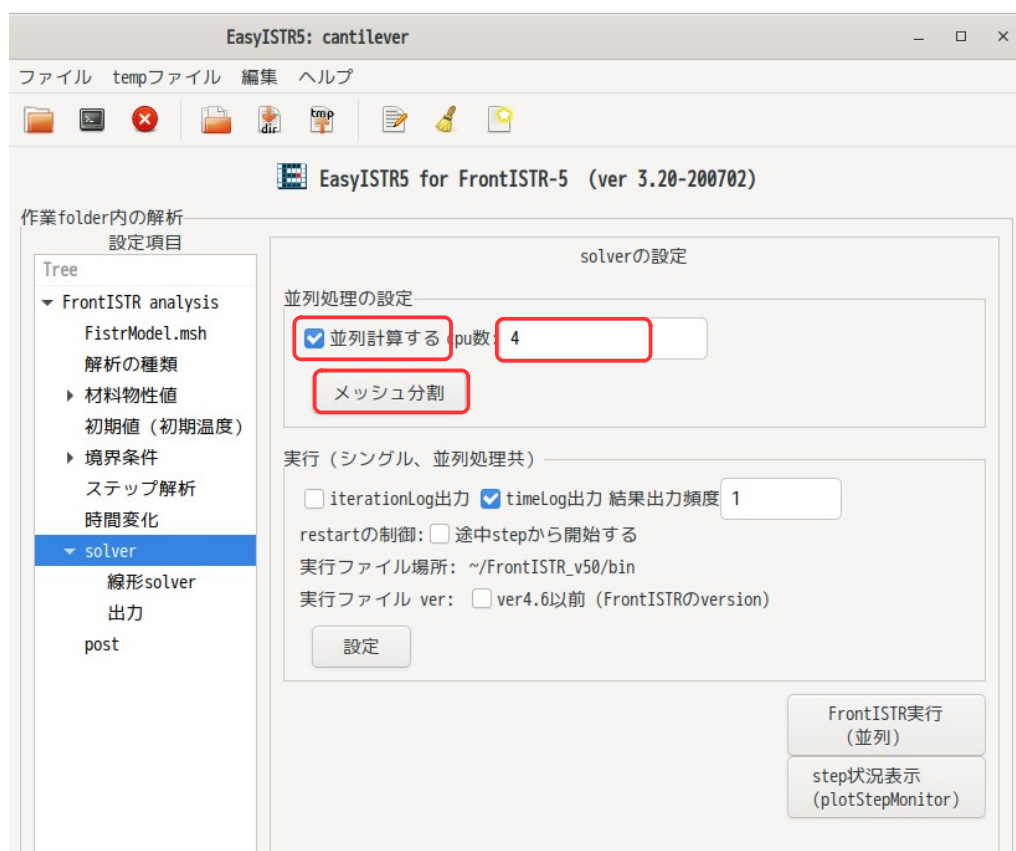 EasyISTR5: cantilever
ファイル tempファイル 編集 ヘルプ
dir tmp
EasyISTR5 for FrontISTR-5 (ver 3.20-200702)
作業folder内の解析
設定項目
Tree
FrontISTR analysis
FistrModel.msh
解析の種類
材料物性値
初期値 (初期温度)
境界条件
ステップ解析
時間変化
solver
線形solver
出力
post
solverの設定
並列処理の設定
並列計算する cpu数: 4
メッシュ分割
実行 (シングル、並列処理共)
iterationLog出力 timeLog出力 結果出力頻度 1
restartの制御: 途中stepから開始する
実行ファイル場所: ~/FrontISTR_v50/bin
実行ファイル ver: ver4.6以前 (FrontISTRのversion)
設定
FrontISTR実行
(並列)
step状況表示
(plotStepMonitor)